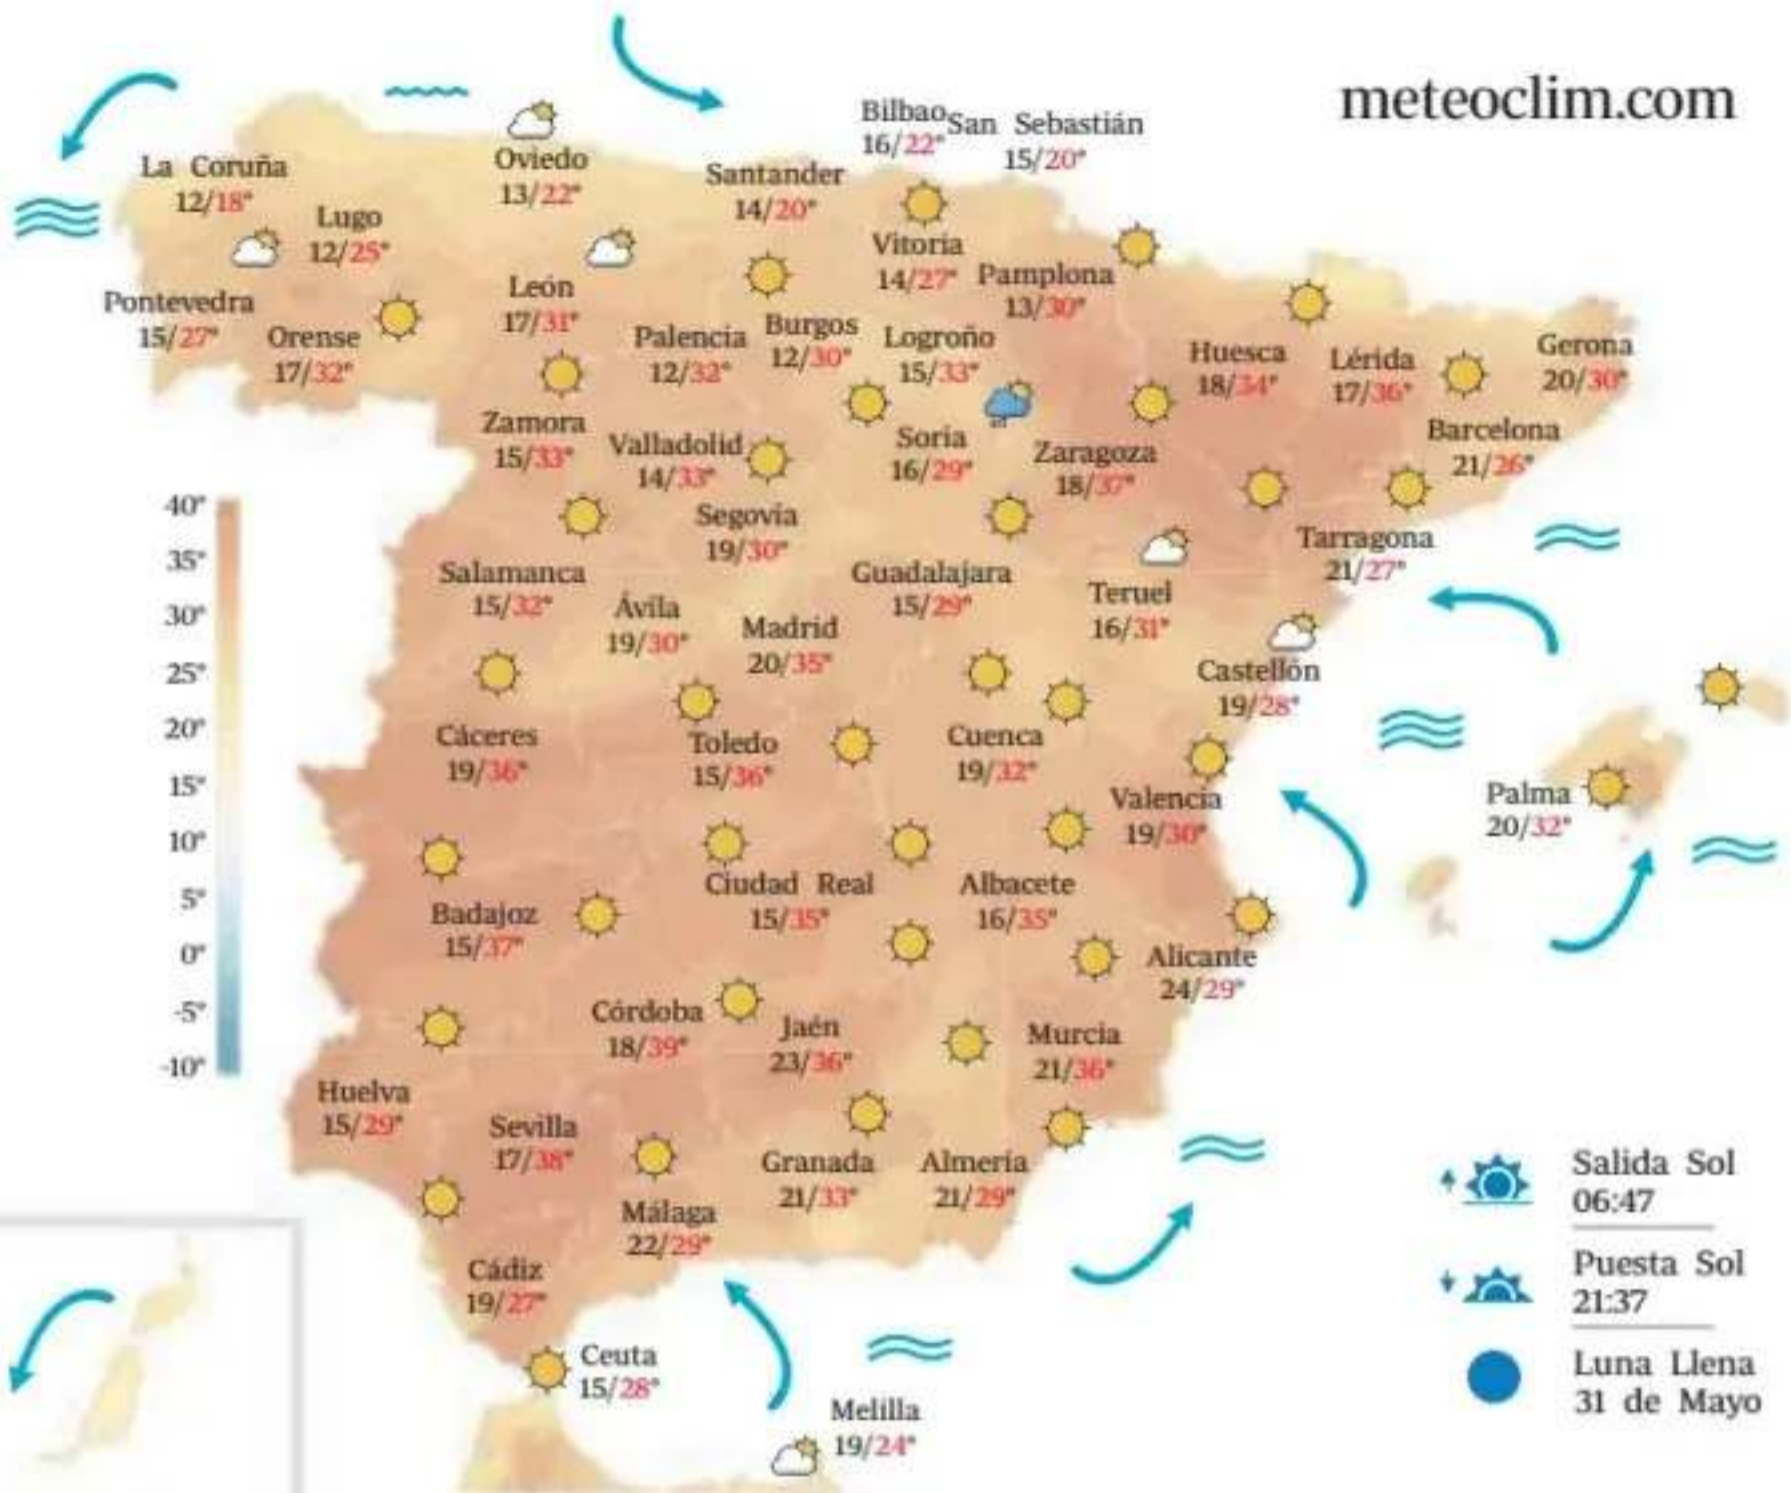 meteoclim.com
Bilbao
16/22°
San Sebastián
15/20°
La Coruña
12/18°
Oviedo
13/22°
Santander
14/20°
Lugo
12/25°
Vitoria
14/27°
Pamplona
13/30°
Pontevedra
15/27°
Orense
17/32°
León
17/31°
Palencia
12/32°
Burgos
12/30°
Logroño
15/33°
Huesca
18/34°
Lérida
17/36°
Gerona
20/30°
Zamora
15/33°
Valladolid
14/33°
Soria
16/29°
Zaragoza
18/37°
Barcelona
21/26°
Segovia
19/30°
Tarragona
21/27°
Salamanca
15/32°
Ávila
19/30°
Madrid
20/35°
Guadalajara
15/29°
Teruel
16/31°
Castellón
19/28°
Cáceres
19/36°
Toledo
15/36°
Cuenca
19/32°
Valencia
19/30°
Palma
20/32°
Badajoz
15/37°
Ciudad Real
15/35°
Albacete
16/35°
Alicante
24/29°
Córdoba
18/39°
Jaén
23/36°
Murcia
21/36°
Huelva
15/29°
Sevilla
17/38°
Granada
21/33°
Almería
21/29°
Málaga
22/29°
Cádiz
19/27°
Ceuta
15/28°
Melilla
19/24°
40°
35°
30°
25°
20°
15°
10°
5°
0°
-5°
-10°
Salida Sol
06:47
Puesta Sol
21:37
Luna Llena
31 de Mayo